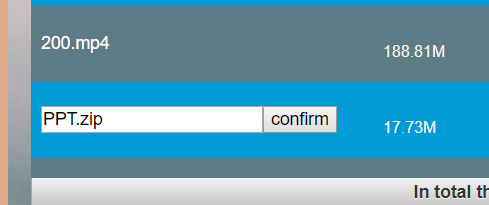 200.mp4
188.81M
PPT.zip
confirm
17.73M
In total th